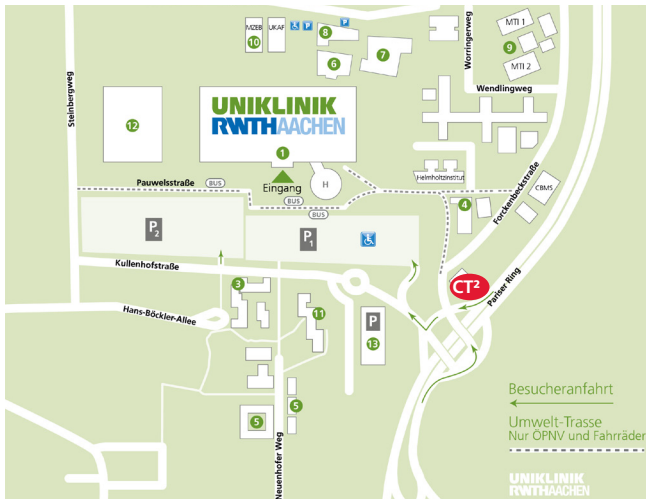 MTI 1
MZEB
UKAF
8
10
9
7
6
MTI 2
Steinbergweg
Worringerweg
Wendlingweg
UNIKLINIK
RWTHAACHEN
12
1
Eingang
H
Helmholtzinstitut
CBMS
Pauwelsstraße
BUS
BUS
BUS
4
Forckenbeckstraße
P2
P1
Kullenhofstraße
3
CT²
Pariser Ring
Hans-Böckler-Allee
11
P
13
5
5
Neuenhofer Weg
Besucheranfahrt
Umwelt-Trasse
Nur ÖPNV und Fahrräder
UNIKLINIK
RWTHAACHEN